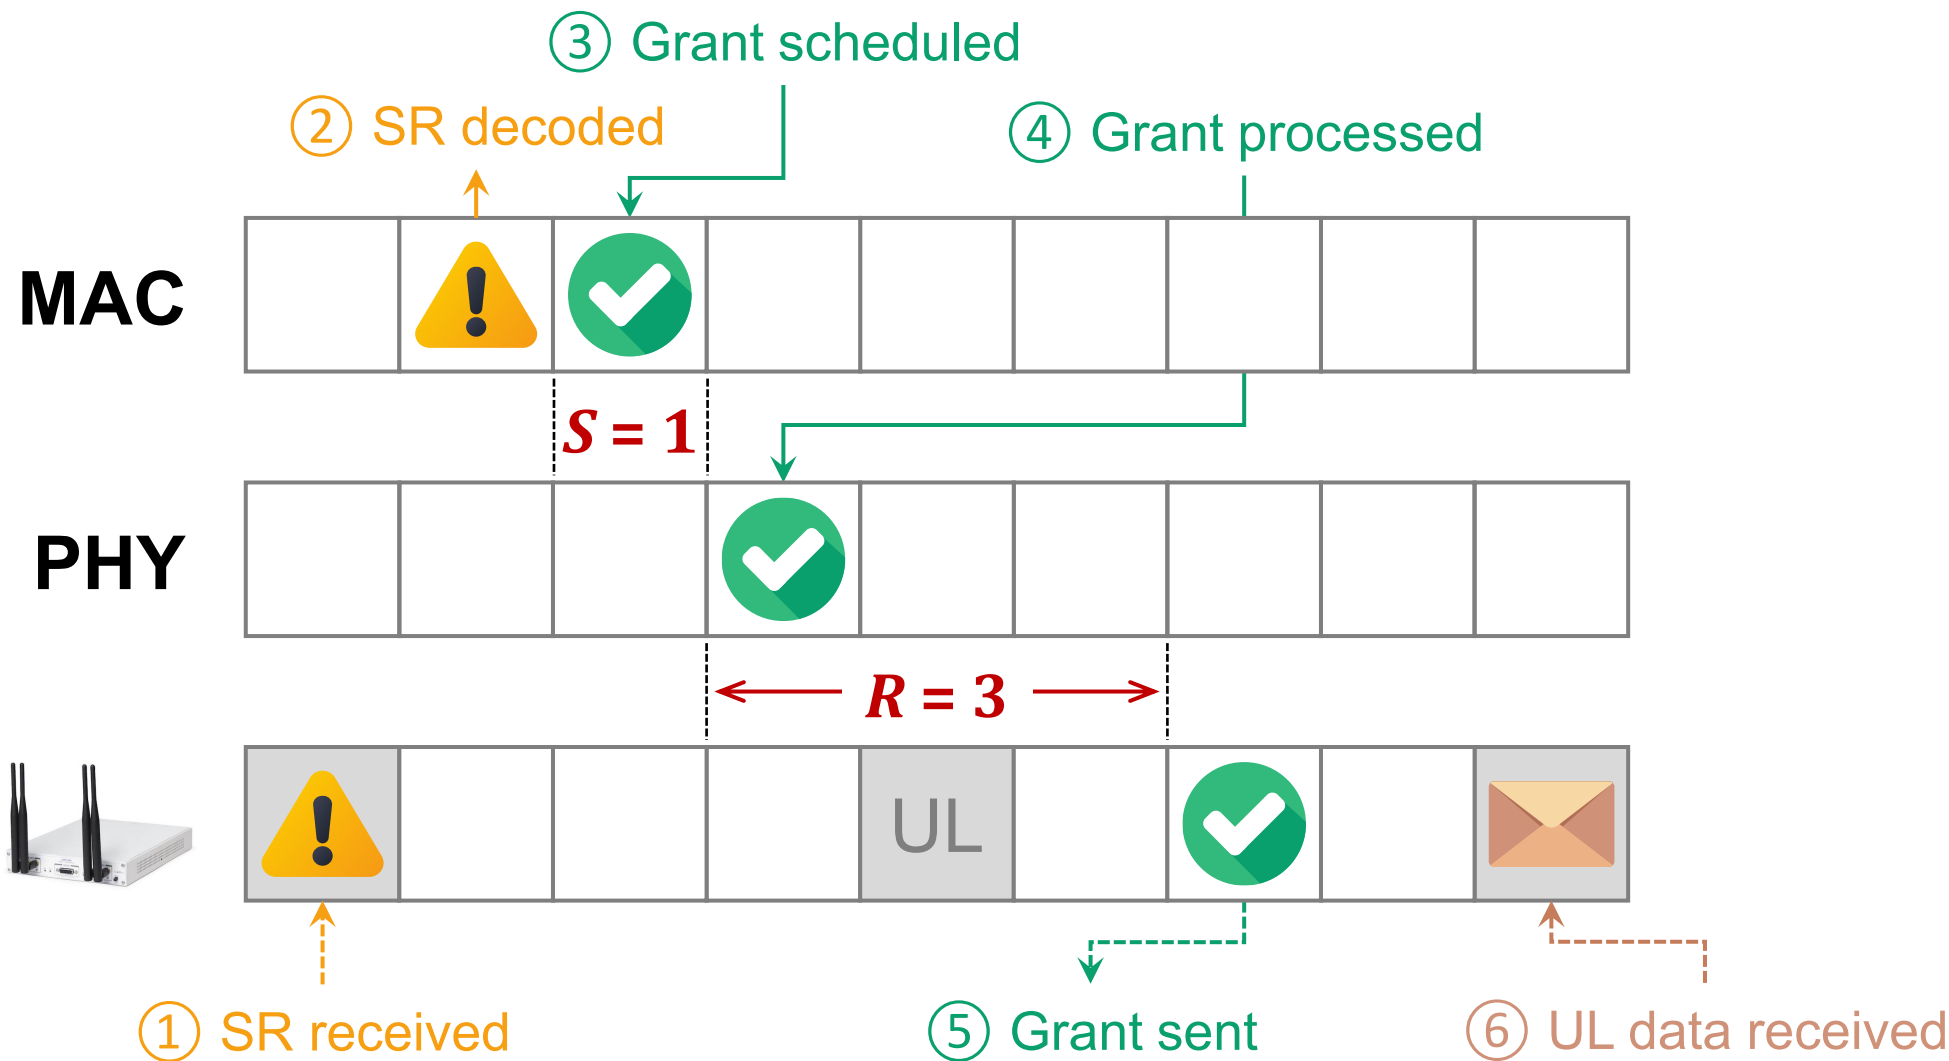 ③ Grant scheduled
② SR decoded
④ Grant processed
MAC
S = 1
PHY
R = 3
UL
① SR received
⑤ Grant sent
⑥ UL data received